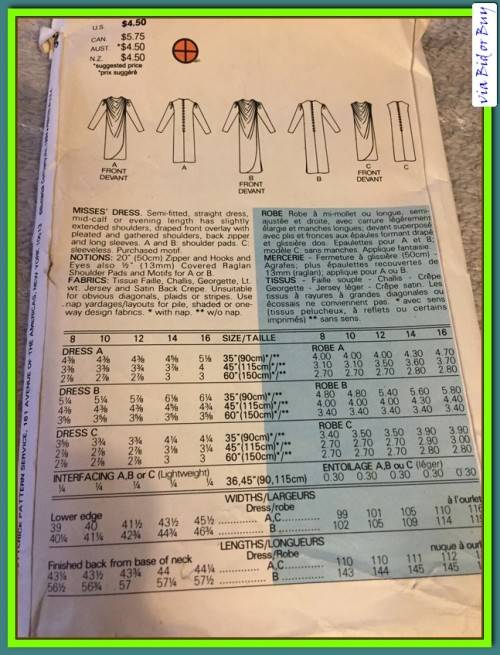 U.S. $4.50
CAN. $5.75
AUST. *$4.50
N.Z. $4.50
*suggested price
*prix suggéré
via Bid or Buy
A
FRONT
DEVANT
A
B
FRONT
DEVANT
B
C
FRONT
DEVANT
C
MISSES' DRESS. Semi-fitted, straight dress,
mid-calf or evening length has slightly
extended shoulders, draped front overlay with
pleated and gathered shoulders, back zipper
and long sleeves. A and B: shoulder pads. C:
sleeveless. Purchased motif.
NOTIONS: 20" (50cm) Zipper and Hooks and
Eyes also ½" (13mm) Covered Raglan
Shoulder Pads and Motifs for A or B.
FABRICS: Tissue Faille, Challis, Georgette, Lt.
wt. Jersey and Satin Back Crepe. Unsuitable
for obvious diagonals, plaids or stripes. Use
nap yardages/layouts for pile, shaded or one-
way design fabrics. * with nap. ** w/o nap.
ROBE Robe à mi-mollet ou longue, semi-
ajustée et droite, avec carrure légèrement
élargie et manches longues, devant superposé
avec plis et fronces aux épaules formant drapé
et glissière dos. Epaulettes pour A et B;
modèle C: sans manches. Applique fantaisie.
MERCERIE - Fermeture à glissière (50cm) -
Agrafes; plus épaulettes recouvertes de
13mm (raglan); applique pour A ou B.
TISSUS - Faille souple - Challis - Crêpe
Georgette - Jersey léger - Crêpe satin. Les
tissus à rayures à grandes diagonales ou
écossais ne conviennent pas. * avec sens
(tissus pelucheux, à reflets ou certains
imprimés) ** sans sens.
8 10 12 14 16 SIZE/TAILLE 8 10 12 14 16
DRESS A ROBE A
4⅜ 4⅜ 4⅜ 4⅝ 5⅛ 35"(90cm)*/** 4.00 4.00 4.00 4.30 4.70
3⅜ 3⅜ 3¾ 3⅞ 4 45"(115cm)*/** 3.10 3.10 3.50 3.60 3.70
2⅞ 2⅞ 2⅞ 3 3 60"(150cm)*/** 2.70 2.70 2.70 2.80 2.80
DRESS B ROBE B
5¼ 5¼ 5⅞ 6⅛ 6¼ 35"(90cm)*/** 4.80 4.80 5.40 5.60 5.80
4⅜ 4⅜ 4⅜ 4⅜ 4¾ 45"(115cm)*/** 4.00 4.00 4.00 4.30 4.40
3⅝ 3⅝ 3⅝ 3⅝ 3⅝ 60"(150cm)*/** 3.40 3.40 3.40 3.40 3.40
DRESS C ROBE C
3⅝ 3¾ 3¾ 4¼ 4¼ 35"(90cm)*/** 3.40 3.50 3.50 3.90 3.90
2⅞ 2⅞ 2⅞ 3⅛ 3¼ 45"(115cm)*/** 2.70 2.70 2.70 2.90 3.00
2⅞ 2⅞ 2⅞ 3 3 60"(150cm)*/** 2.70 2.70 2.70 2.80 2.80
INTERFACING A,B or C (Lightweight) ENTOILAGE A,B ou C (léger)
¼ ¼ ¼ ¼ ¼ 36,45"(90,115cm) 0.30 0.30 0.30 0.30 0.30
WIDTHS/LARGEURS
Lower edge Dress/robe à l'ourlet
39 40 41½ 43½ 45½ A,C 99 101 105 110
40¼ 41¼ 42¾ 44¾ 46¾ B 102 105 109 114
LENGTHS/LONGUEURS
Finished back from base of neck Dress/Robe nuque à
43¼ 43½ 43¾ 44 44¼ A,C 110 110 111 112
56½ 56¾ 57 57¼ 57½ B 143 144 145 145
PATTERN SERVICE, 161 AVENUE OF THE AMERICAS, NEW YORK 10013